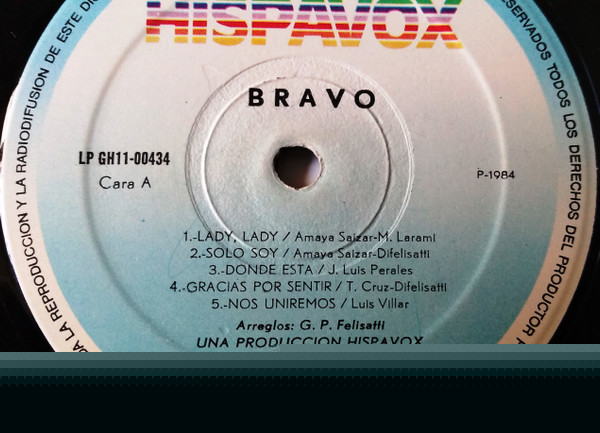 HISPAVOX
BRAVO
LP GH11-00434
Cara A
P-1984
1.-LADY, LADY / Amaya Saizar-M. Larami
2.-SOLO SOY / Amaya Saizar-Difelisatti
3.-DONDE ESTA / J. Luis Perales
4.-GRACIAS POR SENTIR / T. Cruz-Difelisatti
5.-NOS UNIREMOS / Luis Villar
Arreglos: G. P. Felisatti
UNA PRODUCCION HISPAVOX
LA REPRODUCCION Y LA RADIODIFUSION DE ESTE
TODOS LOS DERECHOS DEL PRODUCTOR